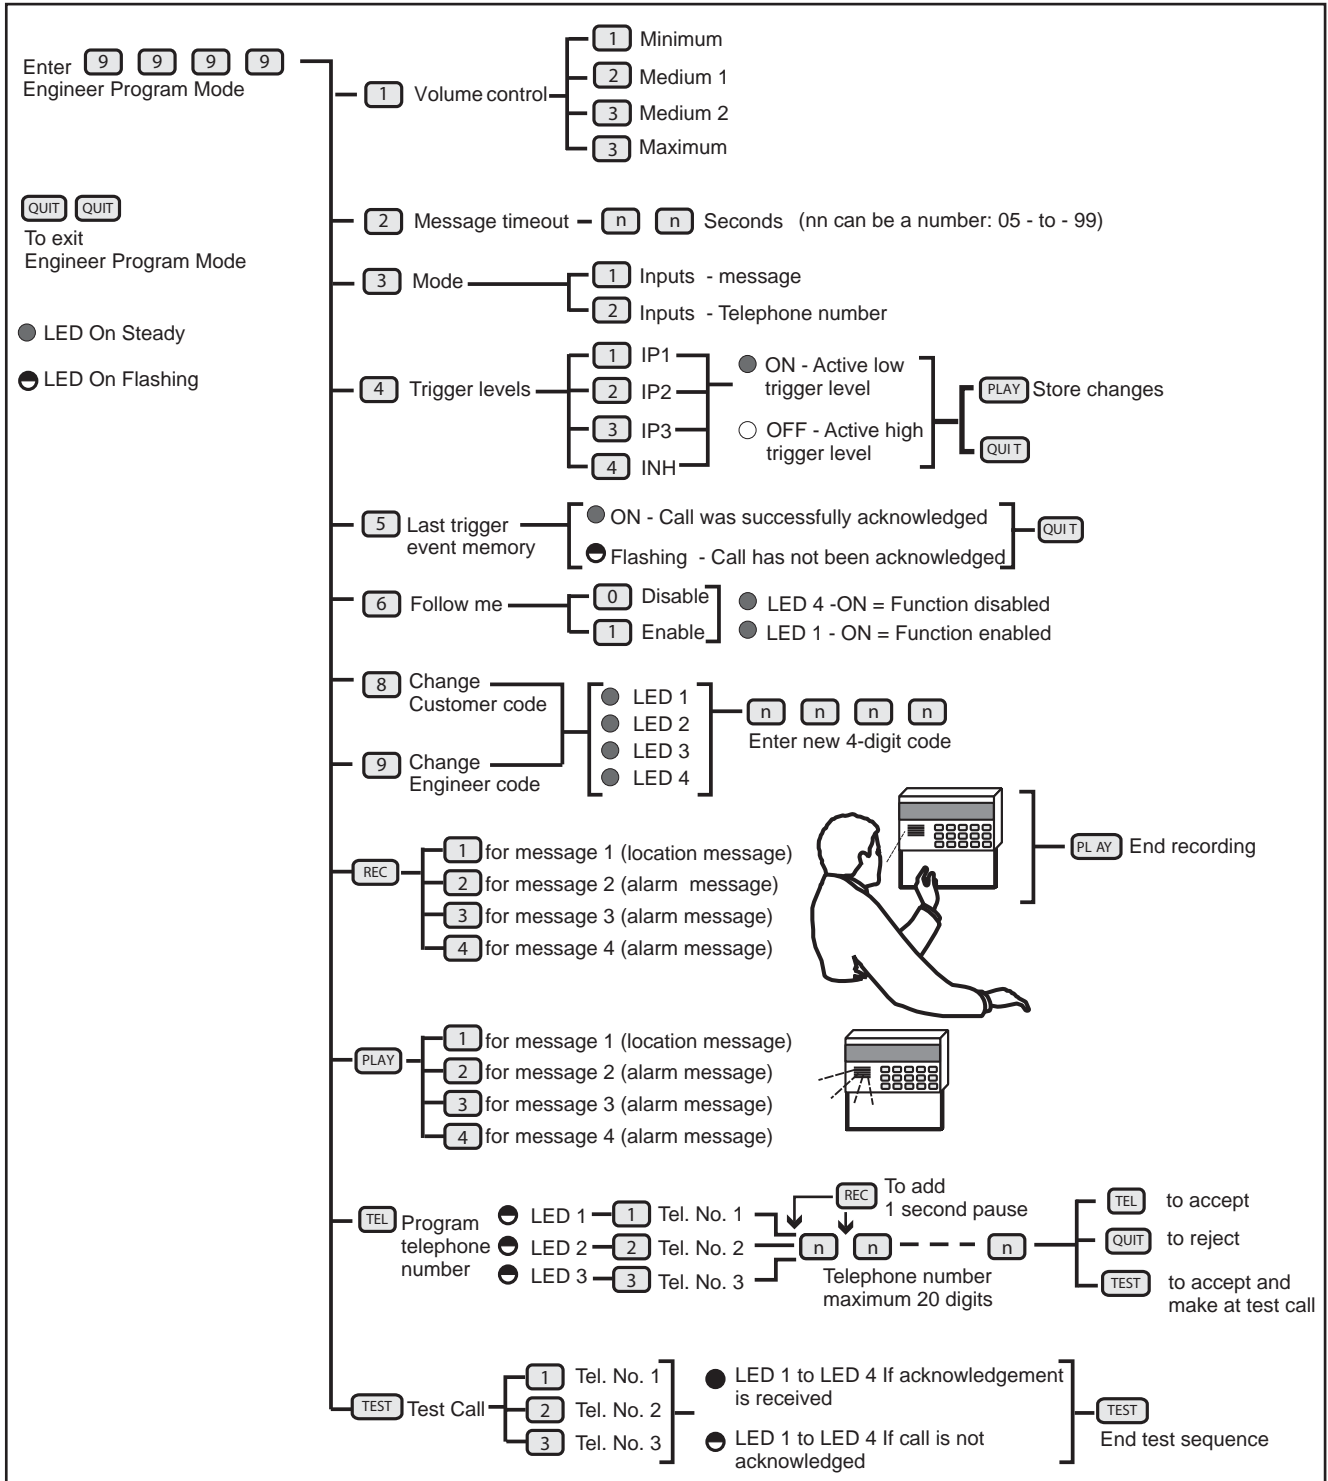 Enter 9 9 9 9
Engineer Program Mode
QUIT QUIT
To exit
Engineer Program Mode
LED On Steady
LED On Flashing
1 Volume control
1 Minimum
2 Medium 1
3 Medium 2
3 Maximum
2 Message timeout n n Seconds (nn can be a number: 05 - to - 99)
3 Mode
1 Inputs - message
2 Inputs - Telephone number
4 Trigger levels
1 IP1
2 IP2
3 IP3
4 INH
ON - Active low
trigger level
OFF - Active high
trigger level
PLAY Store changes
QUI T
5 Last trigger
event memory
ON - Call was successfully acknowledged
Flashing - Call has not been acknowledged
QUI T
6 Follow me
0 Disable
1 Enable
LED 4 -ON = Function disabled
LED 1 - ON = Function enabled
8 Change
Customer code
9 Change
Engineer code
LED 1
LED 2
LED 3
LED 4
n n n n
Enter new 4-digit code
REC
1 for message 1 (location message)
2 for message 2 (alarm message)
3 for message 3 (alarm message)
4 for message 4 (alarm message)
PL AY End recording
PLAY
1 for message 1 (location message)
2 for message 2 (alarm message)
3 for message 3 (alarm message)
4 for message 4 (alarm message)
TEL Program
telephone
number
LED 1 1 Tel. No. 1
LED 2 2 Tel. No. 2
LED 3 3 Tel. No. 3
REC To add
1 second pause
n n n
Telephone number
maximum 20 digits
TEL to accept
QUIT to reject
TEST to accept and
make at test call
TEST Test Call
1 Tel. No. 1
2 Tel. No. 2
3 Tel. No. 3
LED 1 to LED 4 If acknowledgement
is received
LED 1 to LED 4 If call is not
acknowledged
TEST
End test sequence